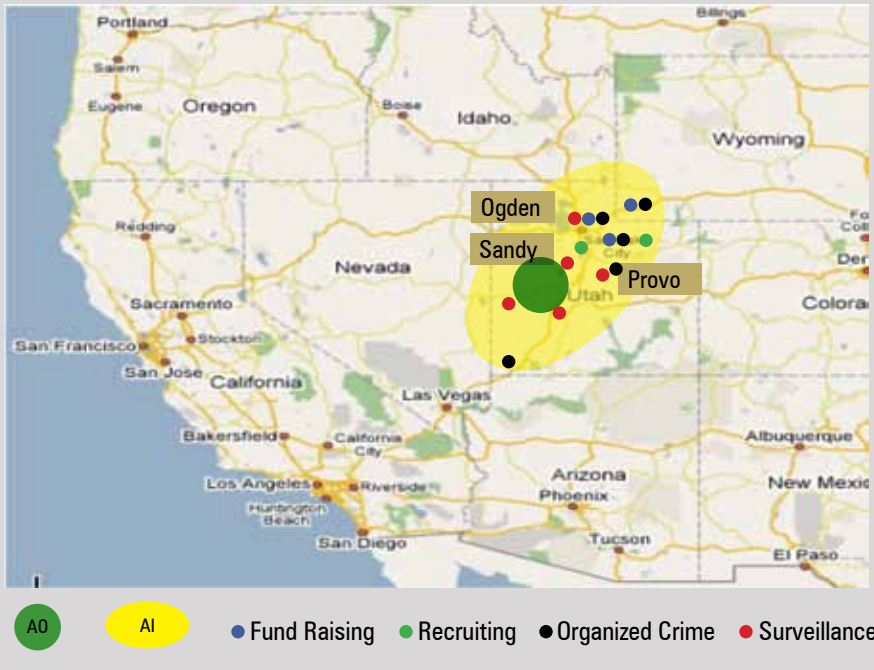 Portland
Billings
Salem
Eugene
Oregon
Boise
Idaho
Wyoming
Ogden
Redding
Sandy
City
Nevada
Provo
Utah
Colora
Sacramento
Stockton
San Francisco
San Jose
California
Las Vegas
Bakersfield
California
City
Albuquerque
Los Angeles
Riverside
Arizona
New Mexic
Huntington
Beach
Phoenix
San Diego
Tucson
El Paso
AO
AI
Fund Raising
Recruiting
Organized Crime
Surveillance